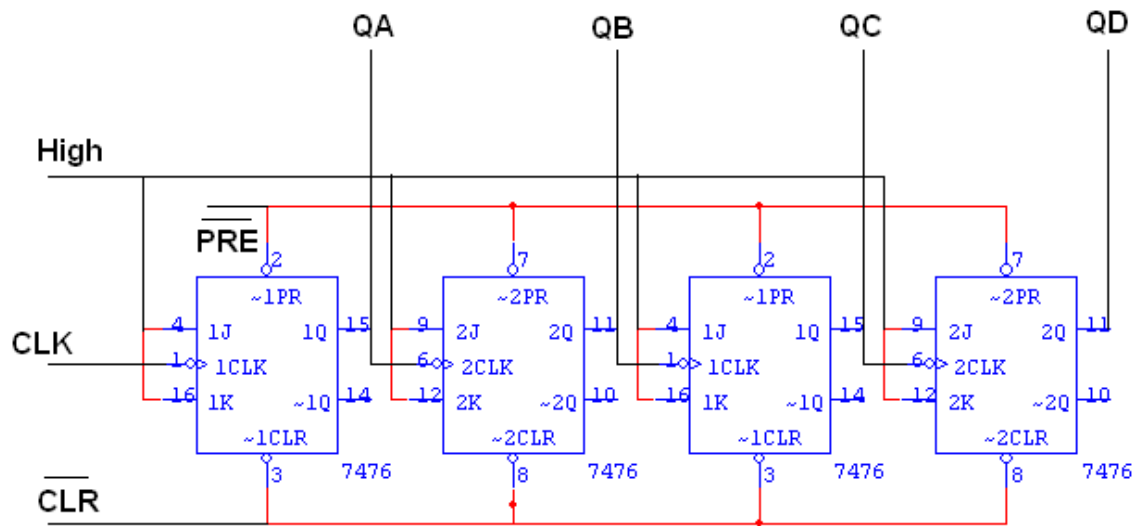 QA QB QC QD
High
PRE
2 7 2 7
~1PR ~2PR ~1PR ~2PR
4 1J 1Q 15 9 2J 2Q 11 4 1J 1Q 15 9 2J 2Q 11
CLK 1 1CLK 6 2CLK 1 1CLK 6 2CLK
16 1K ~1Q 14 12 2K ~2Q 10 16 1K ~1Q 14 12 2K ~2Q 10
~1CLR ~2CLR ~1CLR ~2CLR
3 7476 8 7476 3 7476 8 7476
CLR